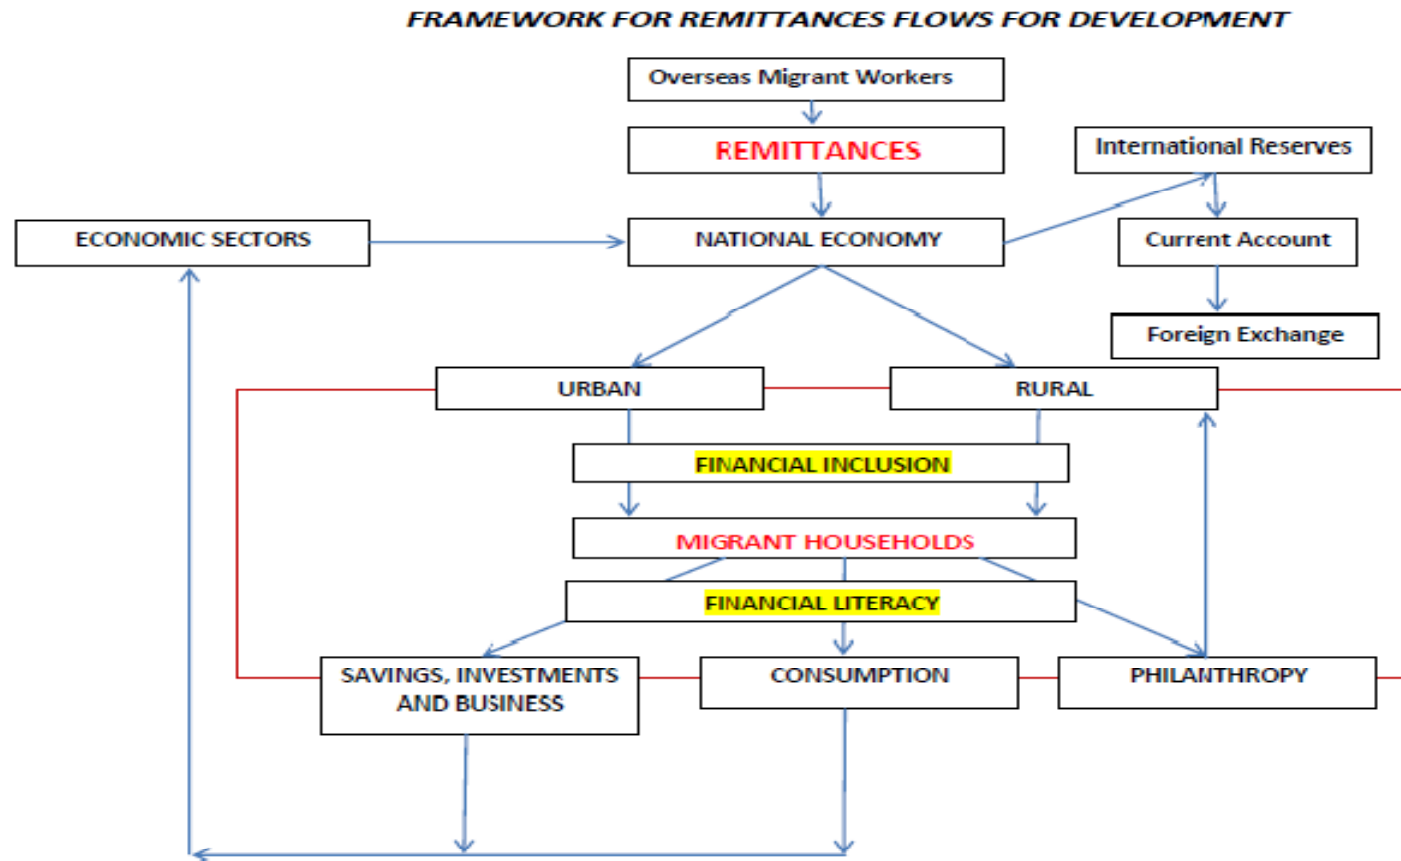 FRAMEWORK FOR REMITTANCES FLOWS FOR DEVELOPMENT
Overseas Migrant Workers
REMITTANCES
International Reserves
ECONOMIC SECTORS
NATIONAL ECONOMY
Current Account
Foreign Exchange
URBAN
RURAL
FINANCIAL INCLUSION
MIGRANT HOUSEHOLDS
FINANCIAL LITERACY
SAVINGS, INVESTMENTS
AND BUSINESS
CONSUMPTION
PHILANTHROPY